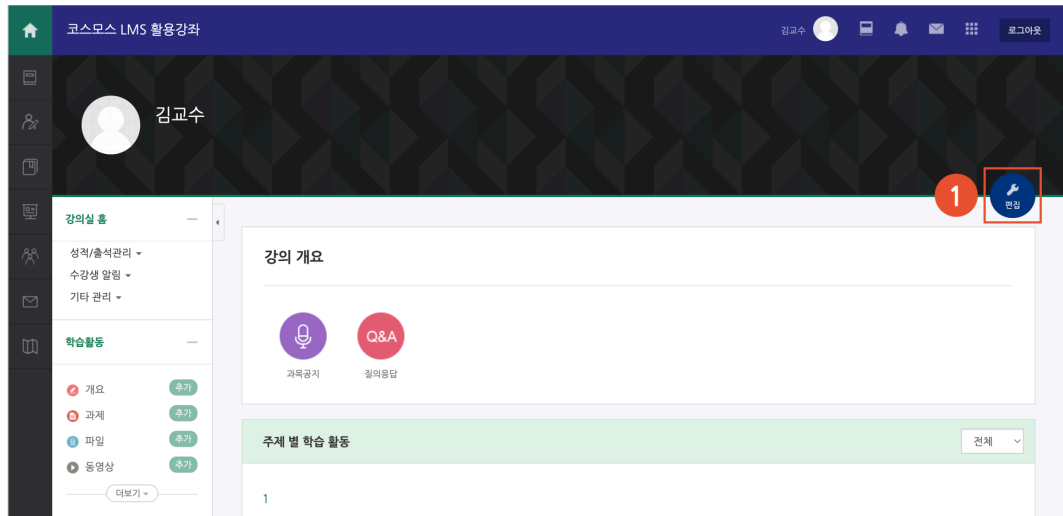 코스모스 LMS 활용강좌
김교수
로그아웃
김교수
1
편집
강의실 홈
성적/출석관리
수강생 알림
기타 관리
학습활동
개요 추가
과제 추가
파일 추가
동영상 추가
더보기
강의 개요
Q&A
과목공지
질의응답
주제 별 학습 활동
전체
1